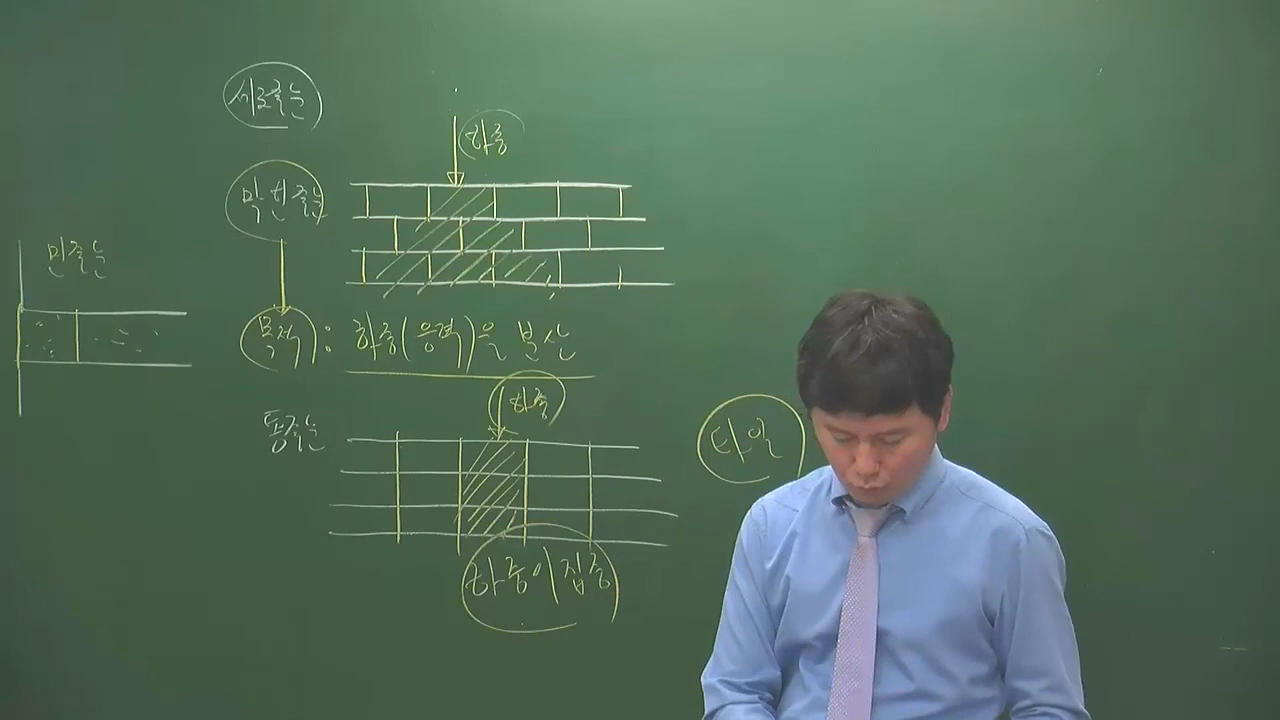 세로줄눈
하중
막힌줄눈
민줄눈
목적 : 하중(응력)을 분산
하중
통줄눈
타일
하중이 집중